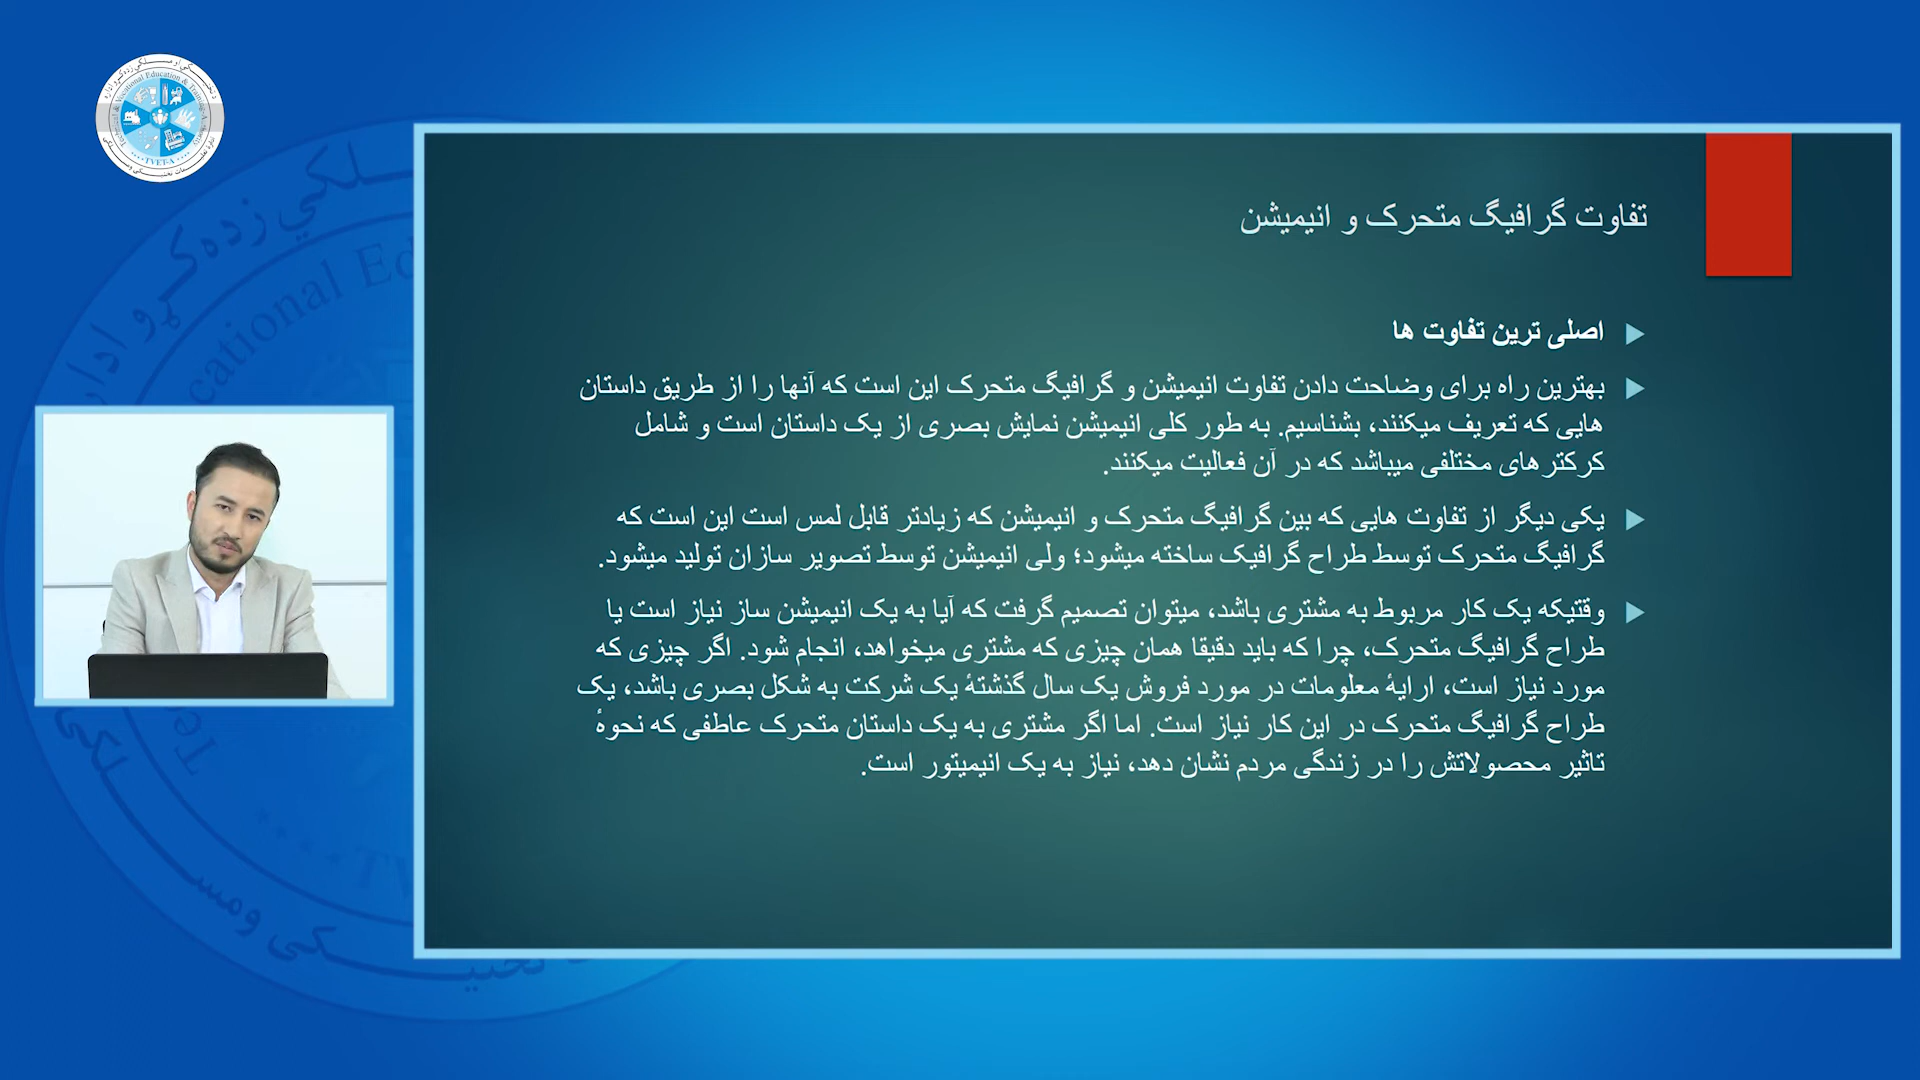 تفاوت گرافیگ متحرک و انیمیشن
اصلی ترین تفاوت ها
بهترین راه برای وضاحت دادن تفاوت انیمیشن و گرافیگ متحرک این است که آنها را از طریق داستان
هایی که تعریف میکنند، بشناسیم. به طور کلی انیمیشن نمایش بصری از یک داستان است و شامل
کرکترهای مختلفی میباشد که در آن فعالیت میکنند.
یکی دیگر از تفاوت هایی که بین گرافیگ متحرک و انیمیشن که زیادتر قابل لمس است این است که
گرافیگ متحرک توسط طراح گرافیک ساخته میشود؛ ولی انیمیشن توسط تصویر سازان تولید میشود.
وقتیکه یک کار مربوط به مشتری باشد، میتوان تصمیم گرفت که آیا به یک انیمیشن ساز نیاز است یا
طراح گرافیگ متحرک، چرا که باید دقیقا همان چیزی که مشتری میخواهد، انجام شود. اگر چیزی که
مورد نیاز است، ارایهٔ معلومات در مورد فروش یک سال گذشتهٔ یک شرکت به شکل بصری باشد، یک
طراح گرافیگ متحرک در این کار نیاز است. اما اگر مشتری به یک داستان متحرک عاطفی که نحوهٔ
تاثیر محصولاتش را در زندگی مردم نشان دهد، نیاز به یک انیمیتور است.
Technical & Vocational Education & Training
TVET-A